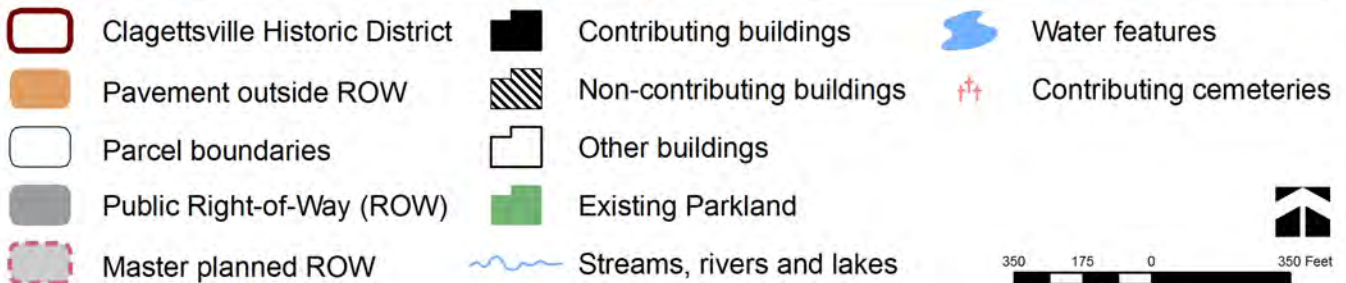 Clagettsville Historic District
Pavement outside ROW
Parcel boundaries
Public Right-of-Way (ROW)
Master planned ROW
Contributing buildings
Non-contributing buildings
Other buildings
Existing Parkland
Streams, rivers and lakes
Water features
Contributing cemeteries
350 175 0 350 Feet